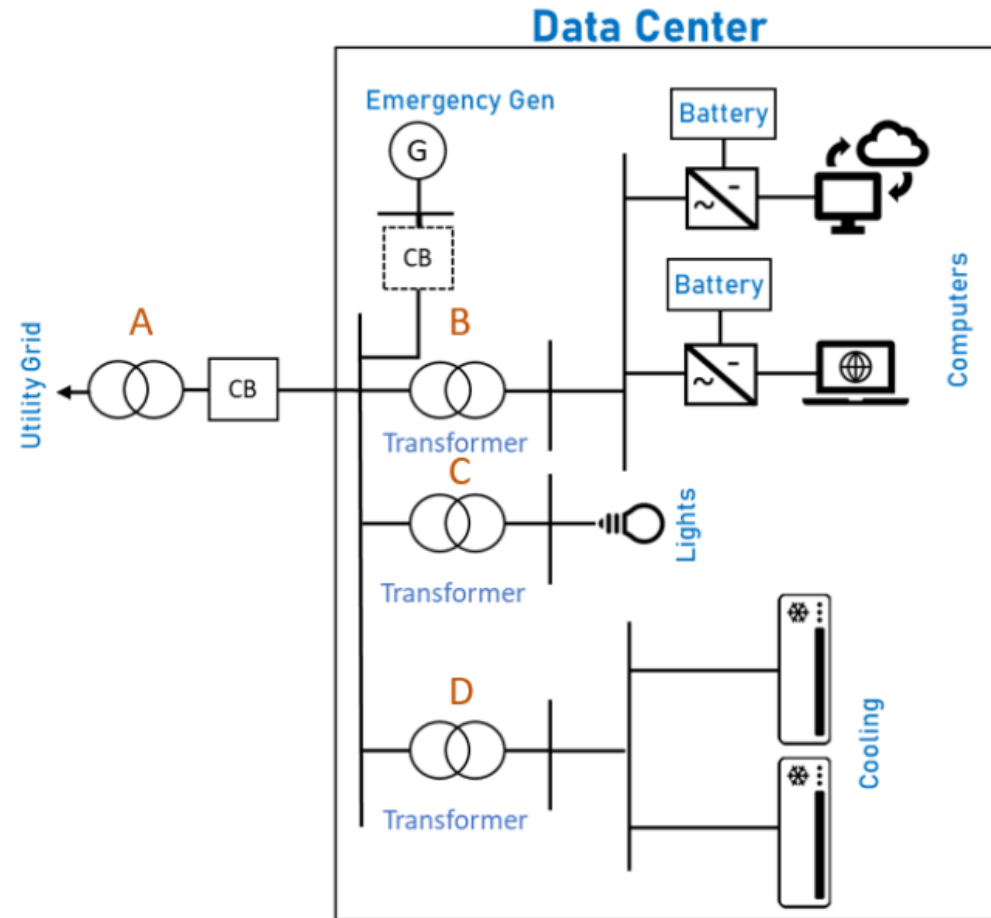 Data Center
Emergency Gen
G
CB
Battery
~ -
Battery
~ -
Computers
Utility Grid
A
CB
B
Transformer
C
Lights
Transformer
D
Cooling
Transformer